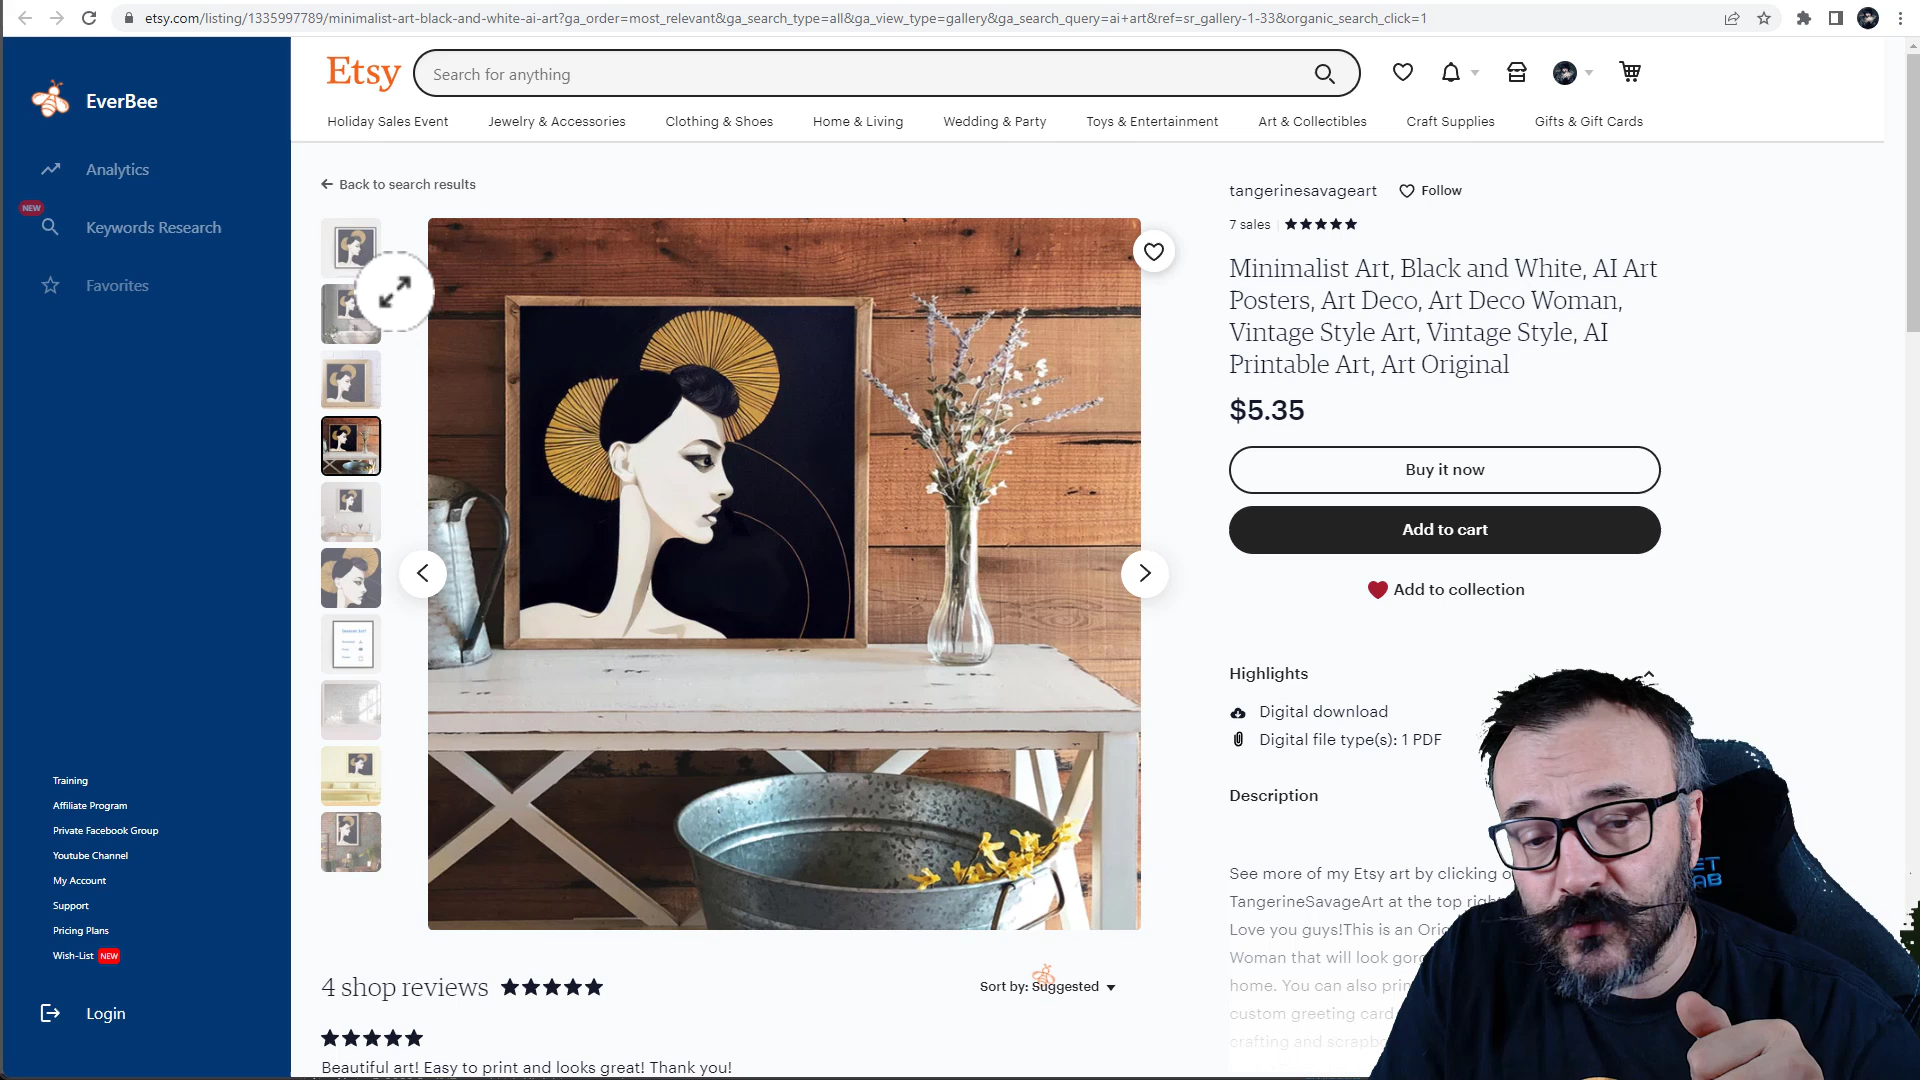 etsy.com/listing/1335997789/minimalist-art-black-and-white-ai-art?ga_order=most_relevant&ga_search_type=all&ga_view_type=gallery&ga_search_query=ai+art&ref=sr_gallery-1-33&organic_search_click=1
EverBee
Analytics
NEW
Keywords Research
Favorites
Training
Affiliate Program
Private Facebook Group
Youtube Channel
My Account
Support
Pricing Plans
Wish-List NEW
Login
Etsy
Search for anything
Holiday Sales Event
Jewelry & Accessories
Clothing & Shoes
Home & Living
Wedding & Party
Toys & Entertainment
Art & Collectibles
Craft Supplies
Gifts & Gift Cards
Back to search results
tangerinesavageart
Follow
7 sales
Minimalist Art, Black and White, AI Art
Posters, Art Deco, Art Deco Woman,
Vintage Style Art, Vintage Style, AI
Printable Art, Art Original
$5.35
Buy it now
Add to cart
Add to collection
Highlights
Digital download
Digital file type(s): 1 PDF
Description
See more of my Etsy art by clicking
TangerineSavageArt at the top
Love you guys!This is an
Woman that will look
home. You can also
custom greeting card
crafting and
4 shop reviews
Sort by: Suggested
Beautiful art! Easy to print and looks great! Thank you!